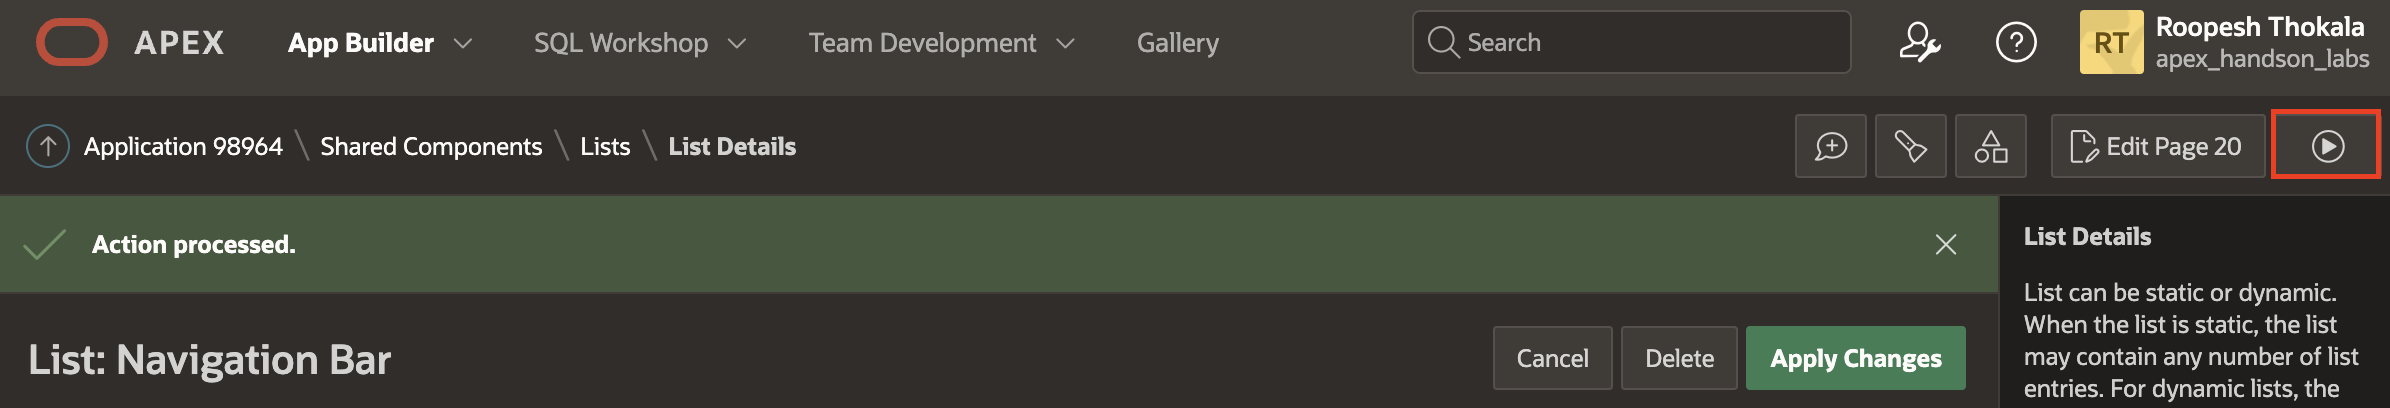 APEX App Builder SQL Workshop Team Development Gallery Search ? RT Roopesh Thokala
apex_handson_labs
Application 98964 \ Shared Components \ Lists \ List Details Edit Page 20
Action processed.
List: Navigation Bar Cancel Delete Apply Changes
List Details
List can be static or dynamic.
When the list is static, the list
may contain any number of list
entries. For dynamic lists, the